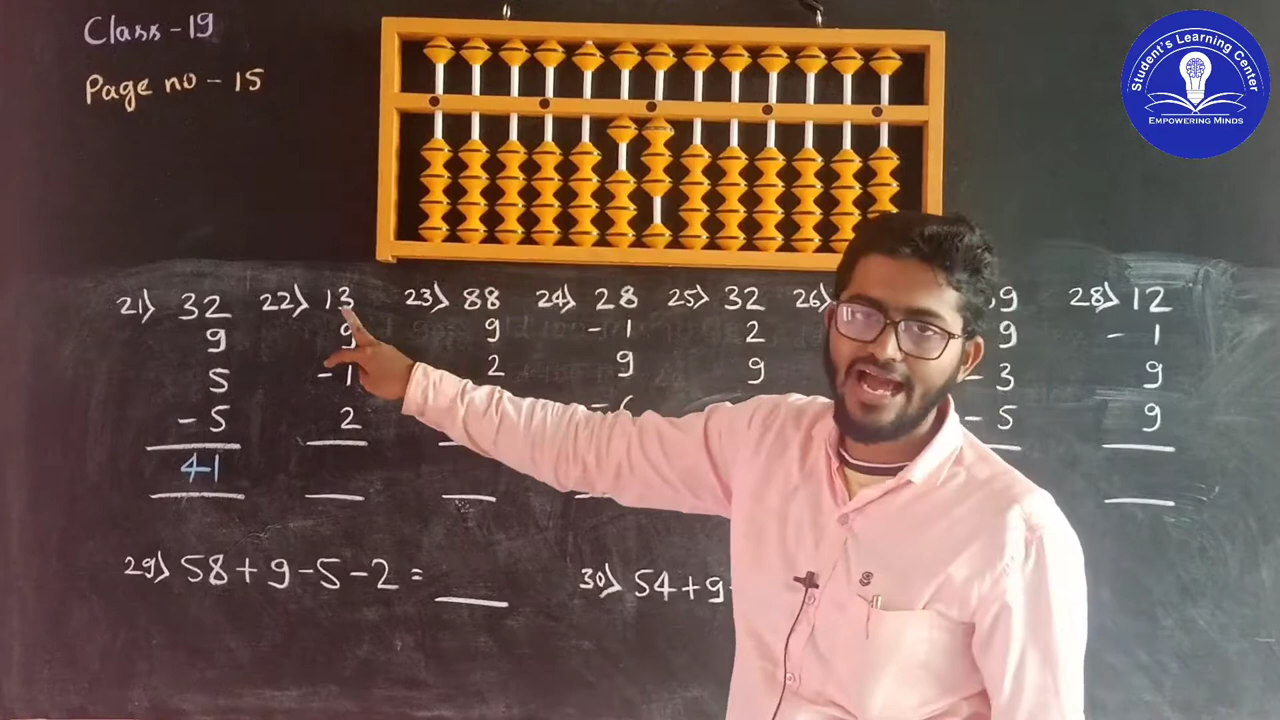 Class - 19
Page no - 15
Student's Learning Center
EMPOWERING MINDS
21) 32 22) 13 23) 88 24) 28 25) 32 26) 9 28) 12
9 9 9 - 1 2 9 - 1
5 - 1 2 9 9 - 3 9
- 5 2 - 5 9
41
29) 58 + 9 - 5 - 2 =
30) 54 + 9